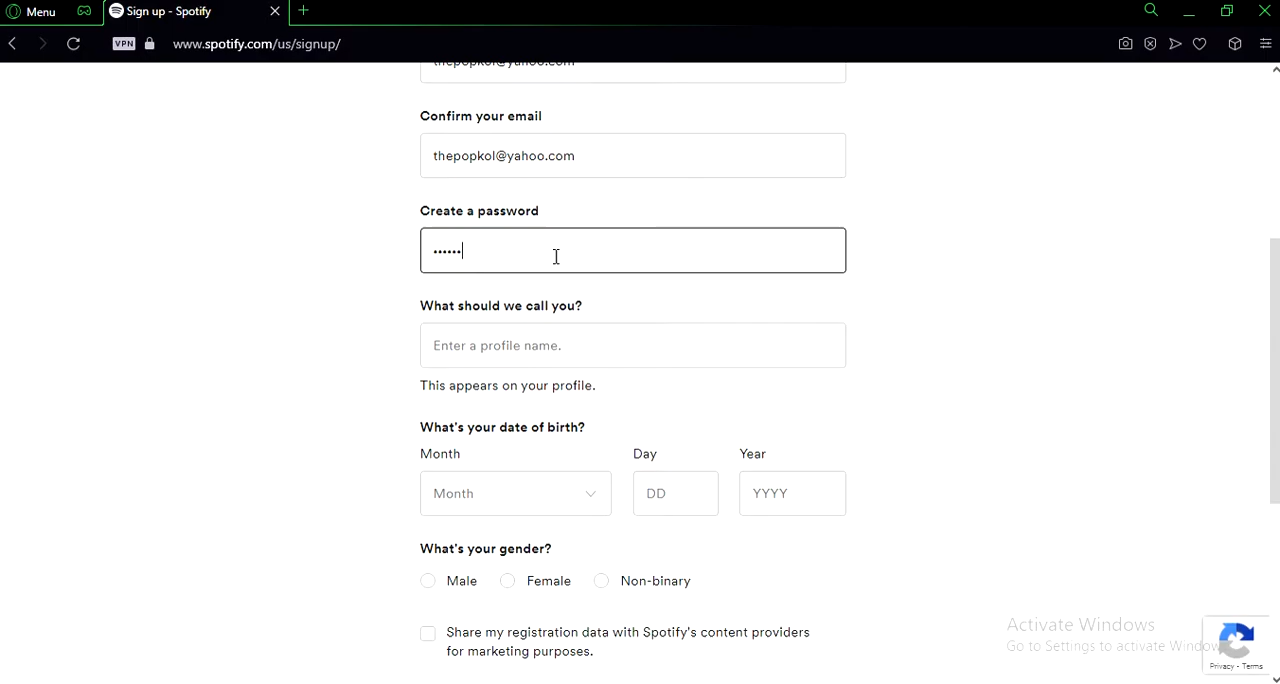 Menu
Sign up - Spotify
VPN
www.spotify.com/us/signup/
thepopkol@yahoo.com
Confirm your email
thepopkol@yahoo.com
Create a password
••••••
What should we call you?
Enter a profile name.
This appears on your profile.
What's your date of birth?
Month Day Year
Month DD YYYY
What's your gender?
Male Female Non-binary
Share my registration data with Spotify's content providers
for marketing purposes.
Activate Windows
Go to Settings to activate Windows
Privacy - Terms